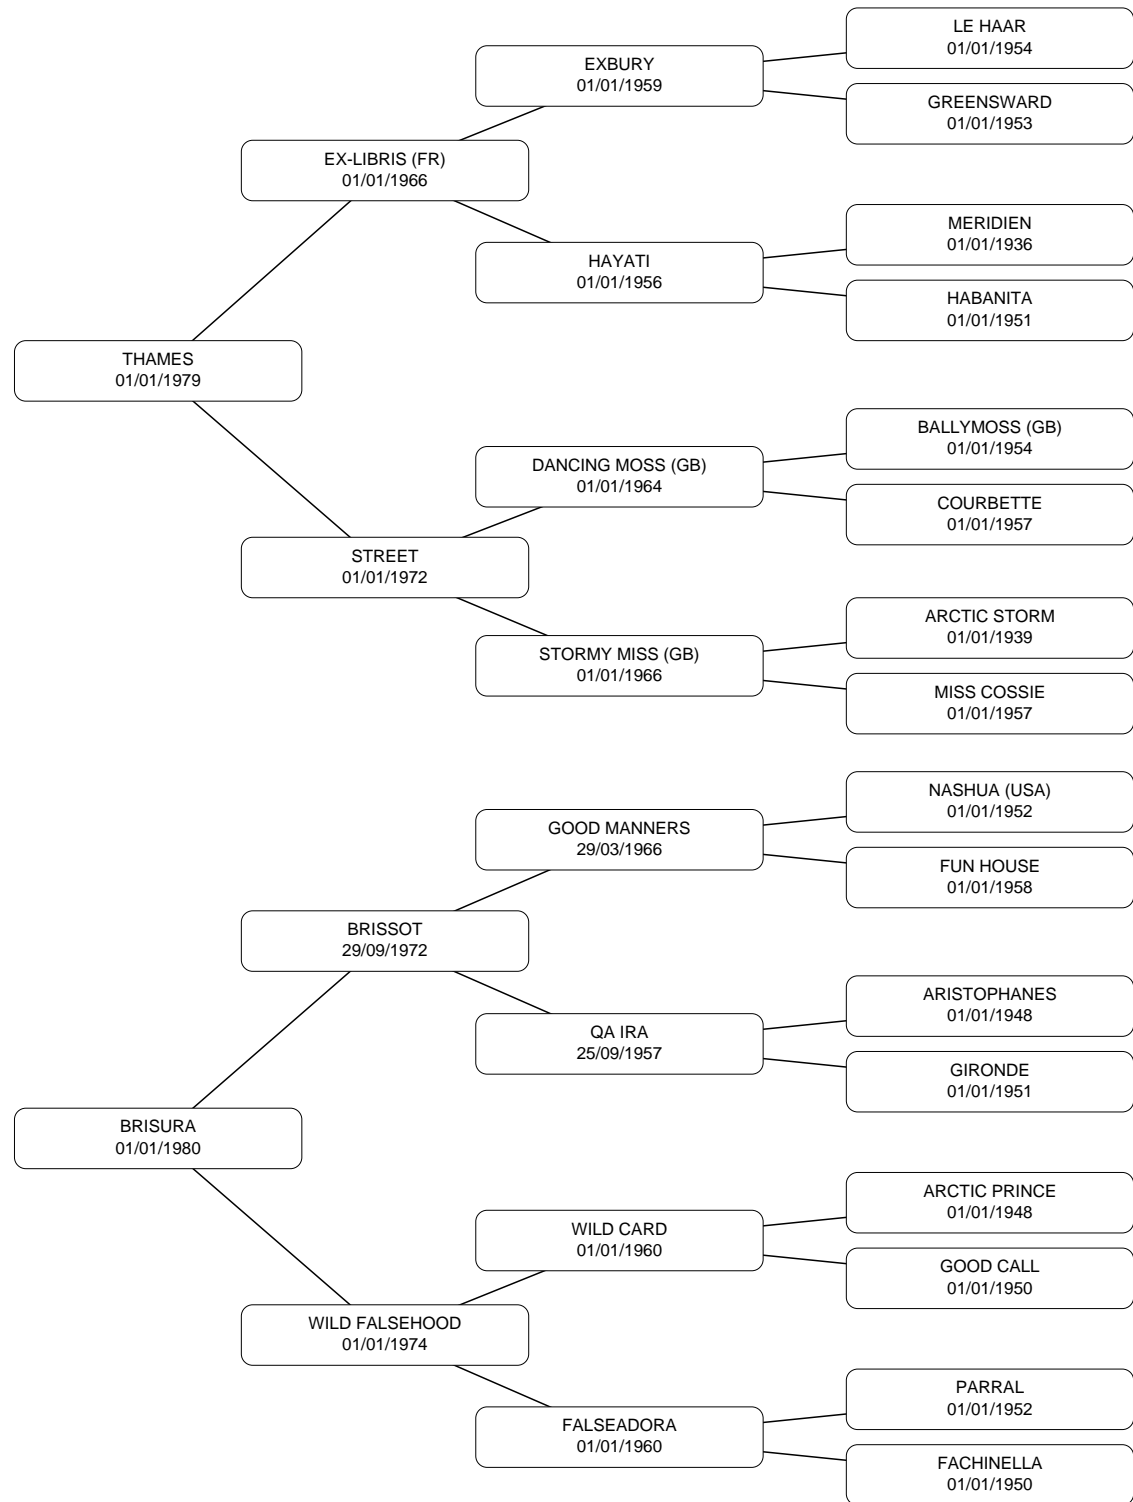 LE HAAR
01/01/1954
EXBURY
01/01/1959
GREENSWARD
01/01/1953
EX-LIBRIS (FR)
01/01/1966
MERIDIEN
01/01/1936
HAYATI
01/01/1956
HABANITA
01/01/1951
THAMES
01/01/1979
BALLYMOSS (GB)
01/01/1954
DANCING MOSS (GB)
01/01/1964
COURBETTE
01/01/1957
STREET
01/01/1972
ARCTIC STORM
01/01/1939
STORMY MISS (GB)
01/01/1966
MISS COSSIE
01/01/1957
NASHUA (USA)
01/01/1952
GOOD MANNERS
29/03/1966
FUN HOUSE
01/01/1958
BRISSOT
29/09/1972
ARISTOPHANES
01/01/1948
QA IRA
25/09/1957
GIRONDE
01/01/1951
BRISURA
01/01/1980
ARCTIC PRINCE
01/01/1948
WILD CARD
01/01/1960
GOOD CALL
01/01/1950
WILD FALSEHOOD
01/01/1974
PARRAL
01/01/1952
FALSEADORA
01/01/1960
FACHINELLA
01/01/1950